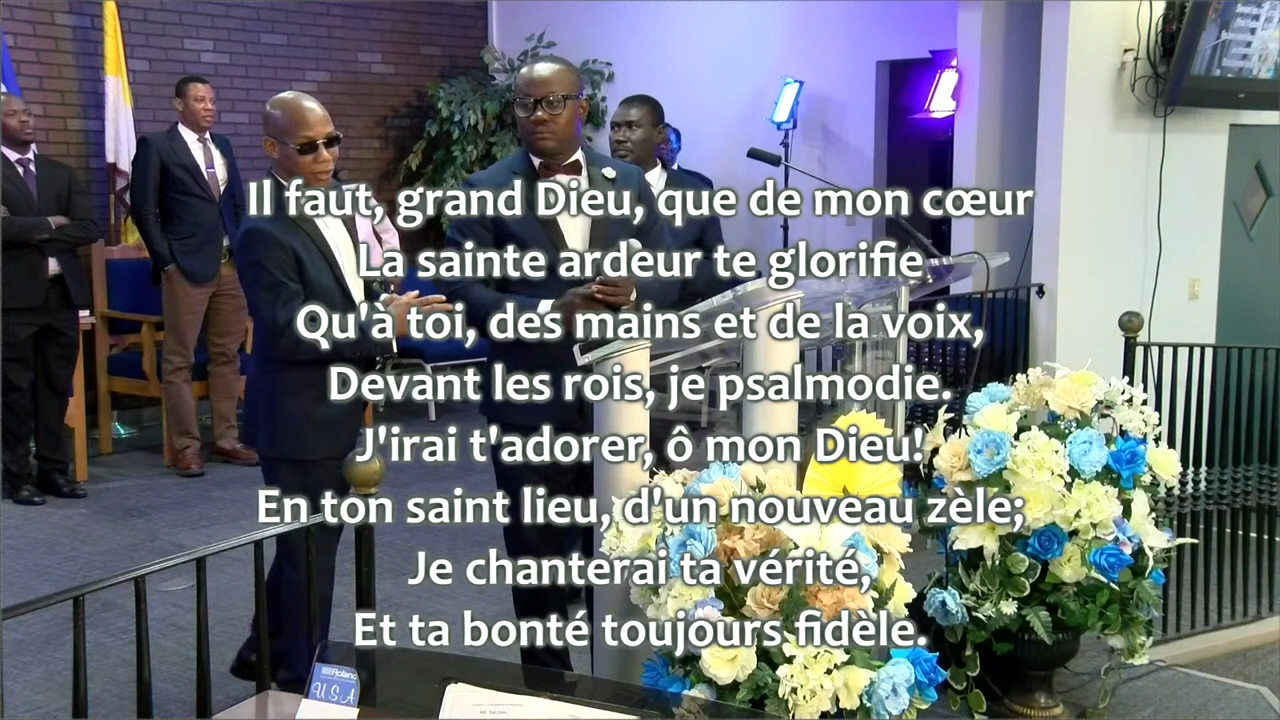 Il faut, grand Dieu, que de mon cœur
La sainte ardeur te glorifie,
Qu'à toi, des mains et de la voix,
Devant les rois, je psalmodie.
J'irai t'adorer, ô mon Dieu!
En ton saint lieu, d'un nouveau zèle;
Je chanterai ta vérité,
Et ta bonté toujours fidèle.
Roland
U.S.A